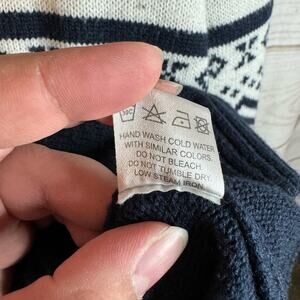 HAND WASH COLD WATER
WITH SIMILAR COLORS.
DO NOT BLEACH.
DO NOT TUMBLE DRY.
LOW STEAM IRON